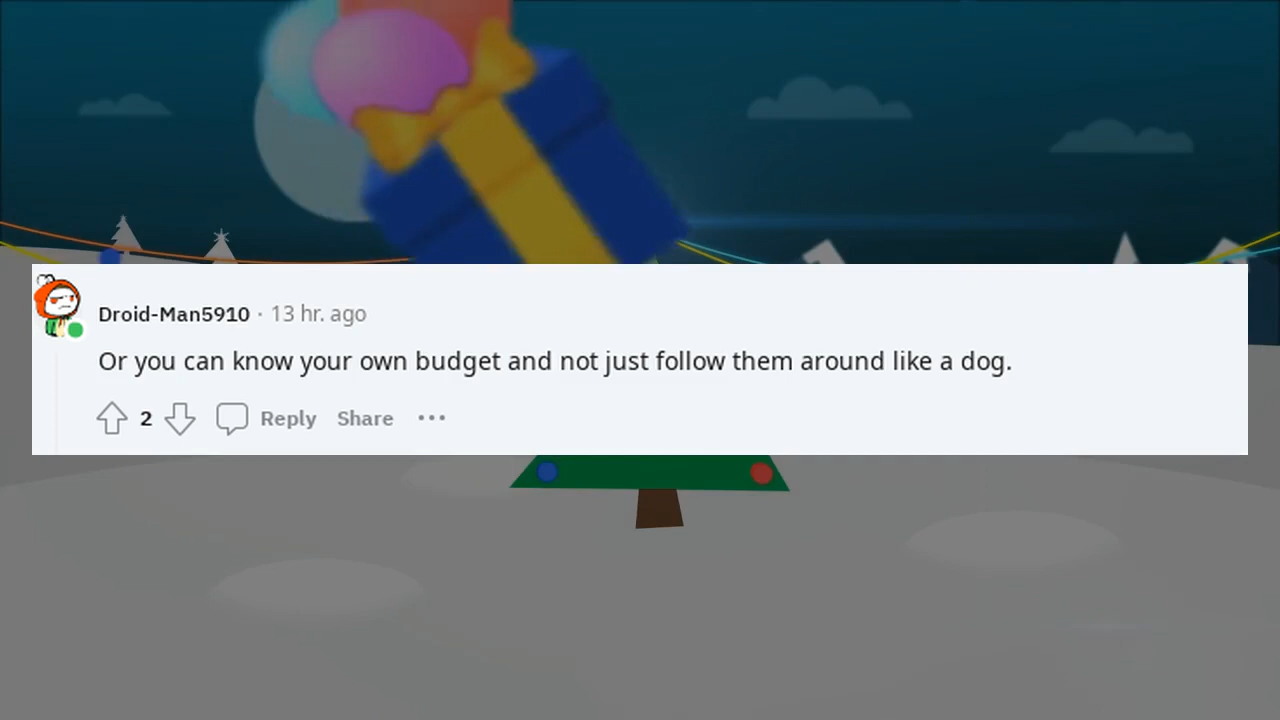 Droid-Man5910 · 13 hr. ago
Or you can know your own budget and not just follow them around like a dog.
2 Reply Share ···